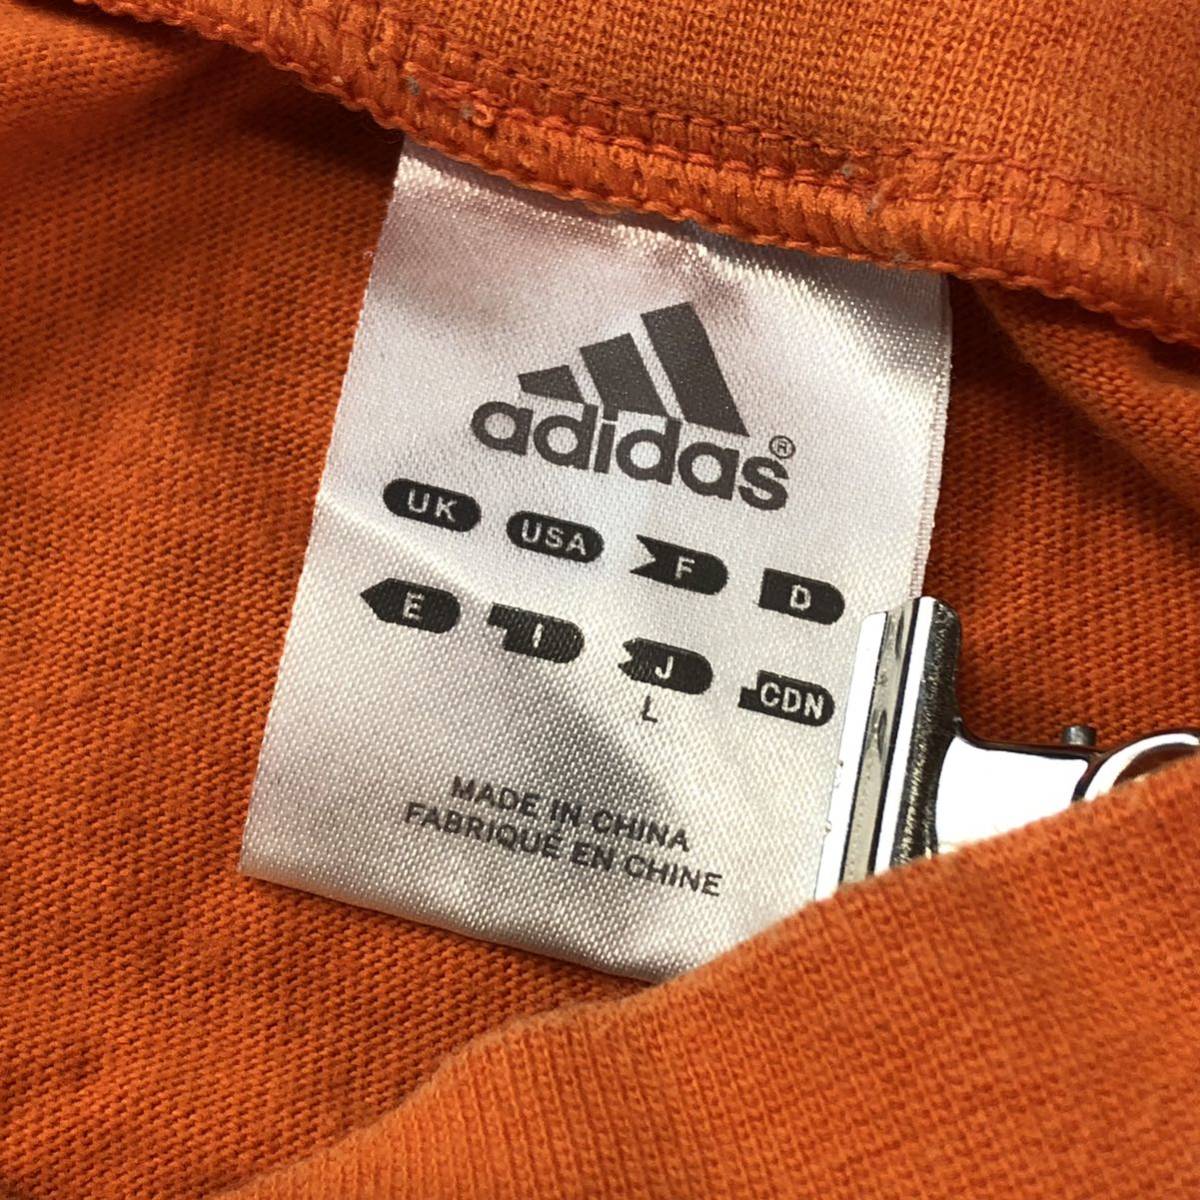 adidas®
UK USA F D
E I J CDN
L
MADE IN CHINA
FABRIQUÉ EN CHINE